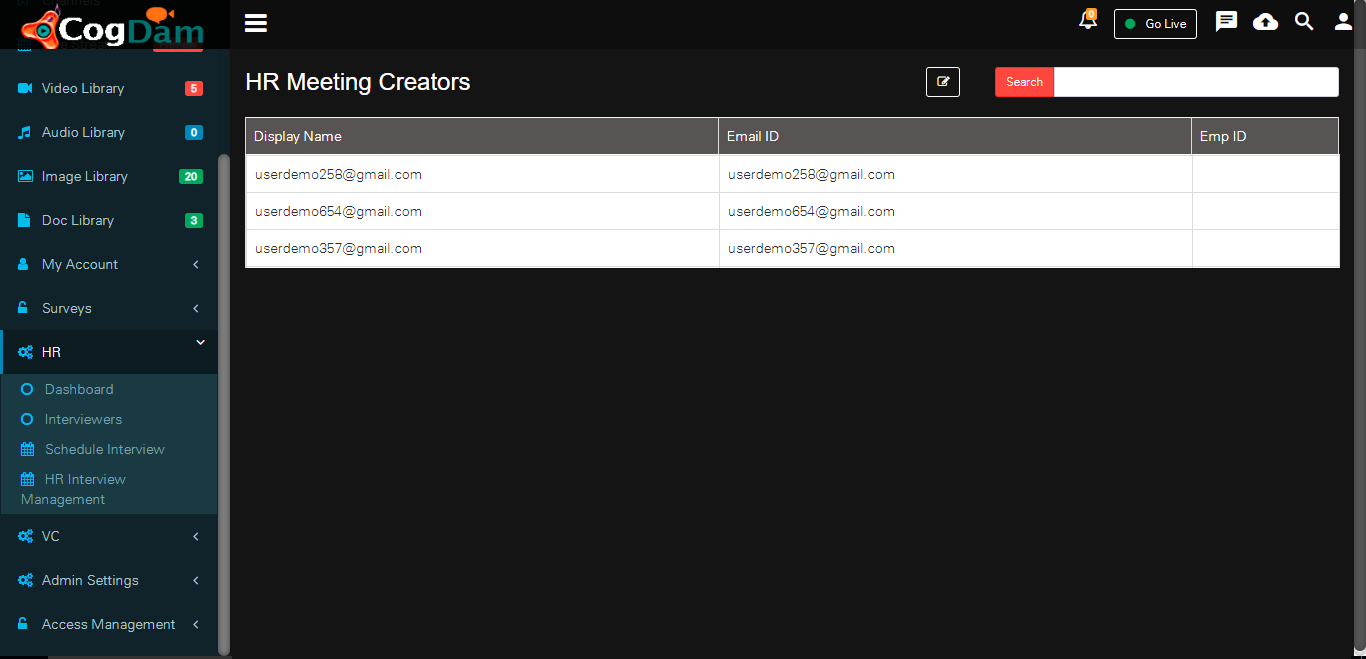 CogDam
0
Go Live
Video Library 5
Audio Library 0
Image Library 20
Doc Library 3
My Account
Surveys
HR
Dashboard
Interviewers
Schedule Interview
HR Interview
Management
VC
Admin Settings
Access Management
HR Meeting Creators
Search
Display Name Email ID Emp ID
userdemo258@gmail.com userdemo258@gmail.com
userdemo654@gmail.com userdemo654@gmail.com
userdemo357@gmail.com userdemo357@gmail.com